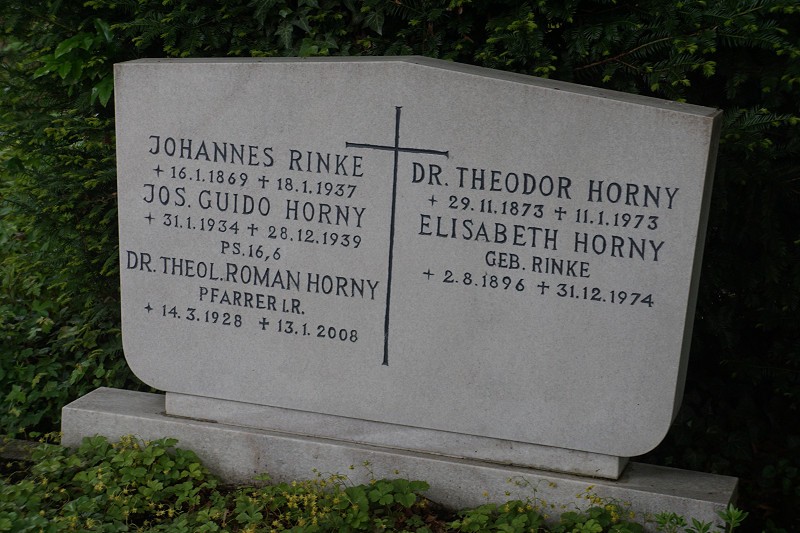 JOHANNES RINKE
+ 16.1.1869 ✝ 18.1.1937
JOS. GUIDO HORNY
+ 31.1.1934 ✝ 28.12.1939
PS.16,6
DR. THEOL. ROMAN HORNY
PFARRER I.R.
+ 14.3.1928 ✝ 13.1.2008
DR. THEODOR HORNY
+ 29.11.1873 ✝ 11.1.1973
ELISABETH HORNY
GEB. RINKE
+ 2.8.1896 ✝ 31.12.1974